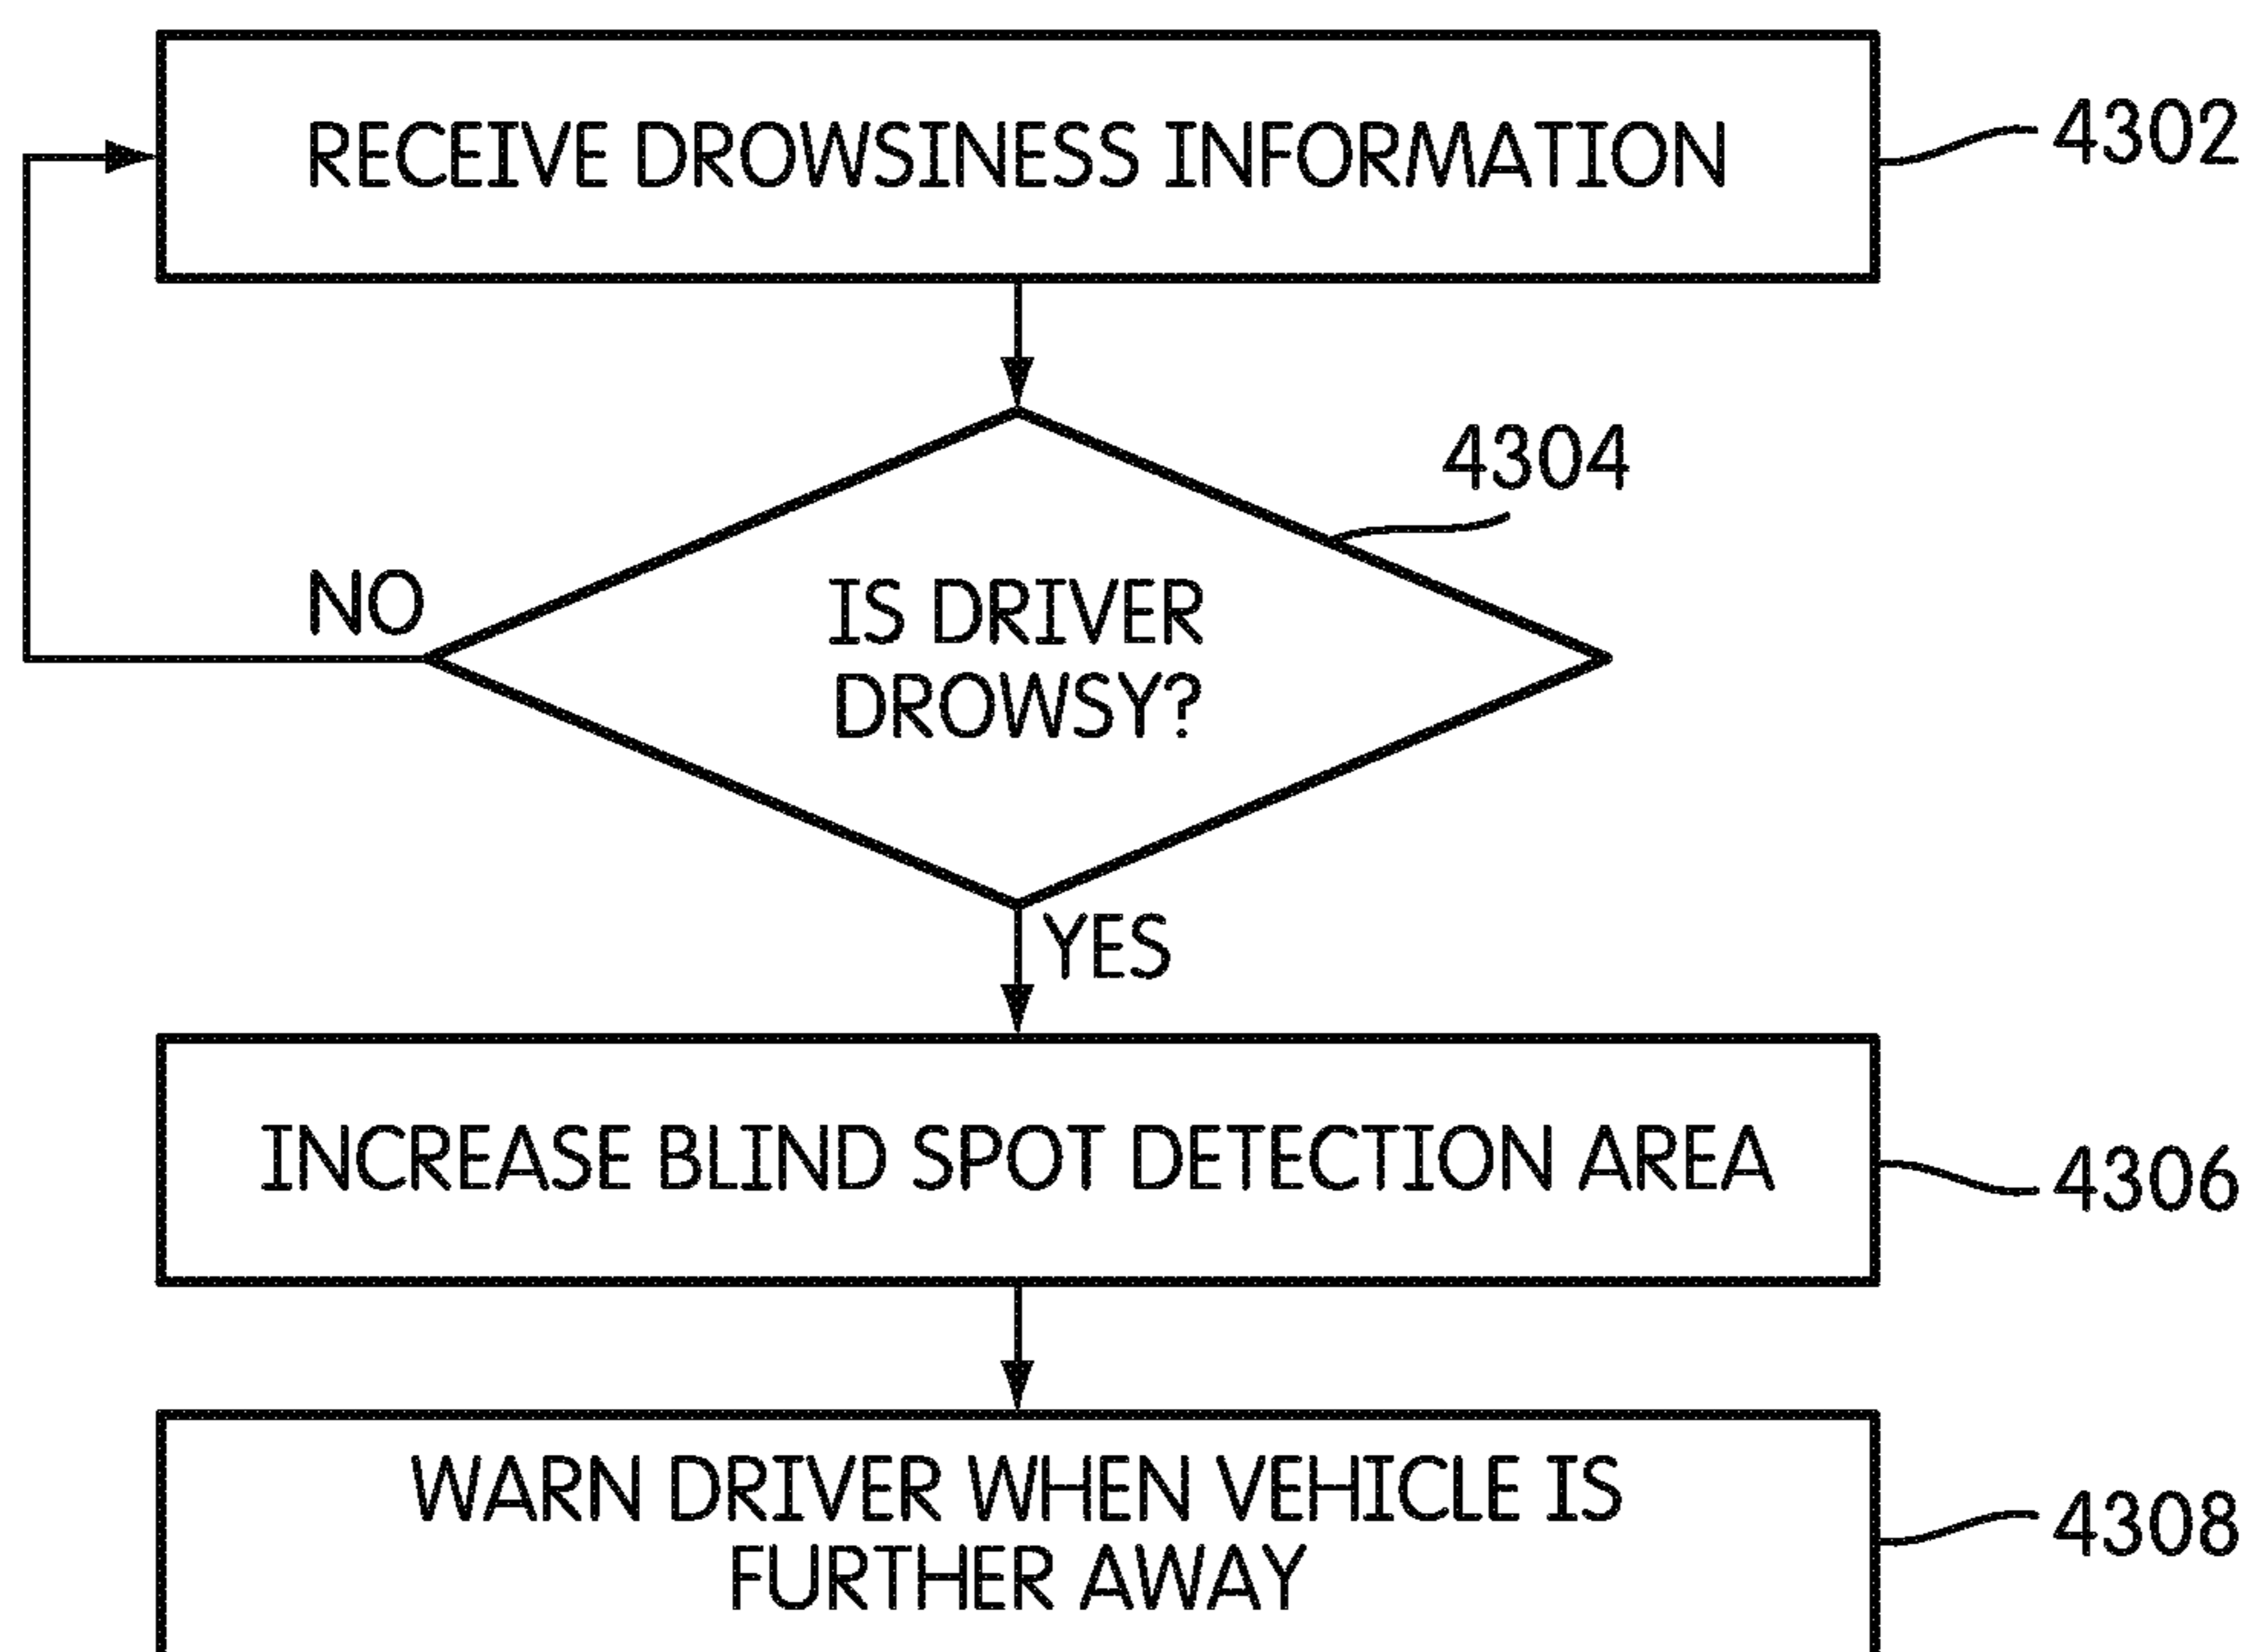 RECEIVE DROWSINESS INFORMATION
4302
4304
IS DRIVER
DROWSY?
NO
YES
INCREASE BLIND SPOT DETECTION AREA
4306
WARN DRIVER WHEN VEHICLE IS
FURTHER AWAY
4308